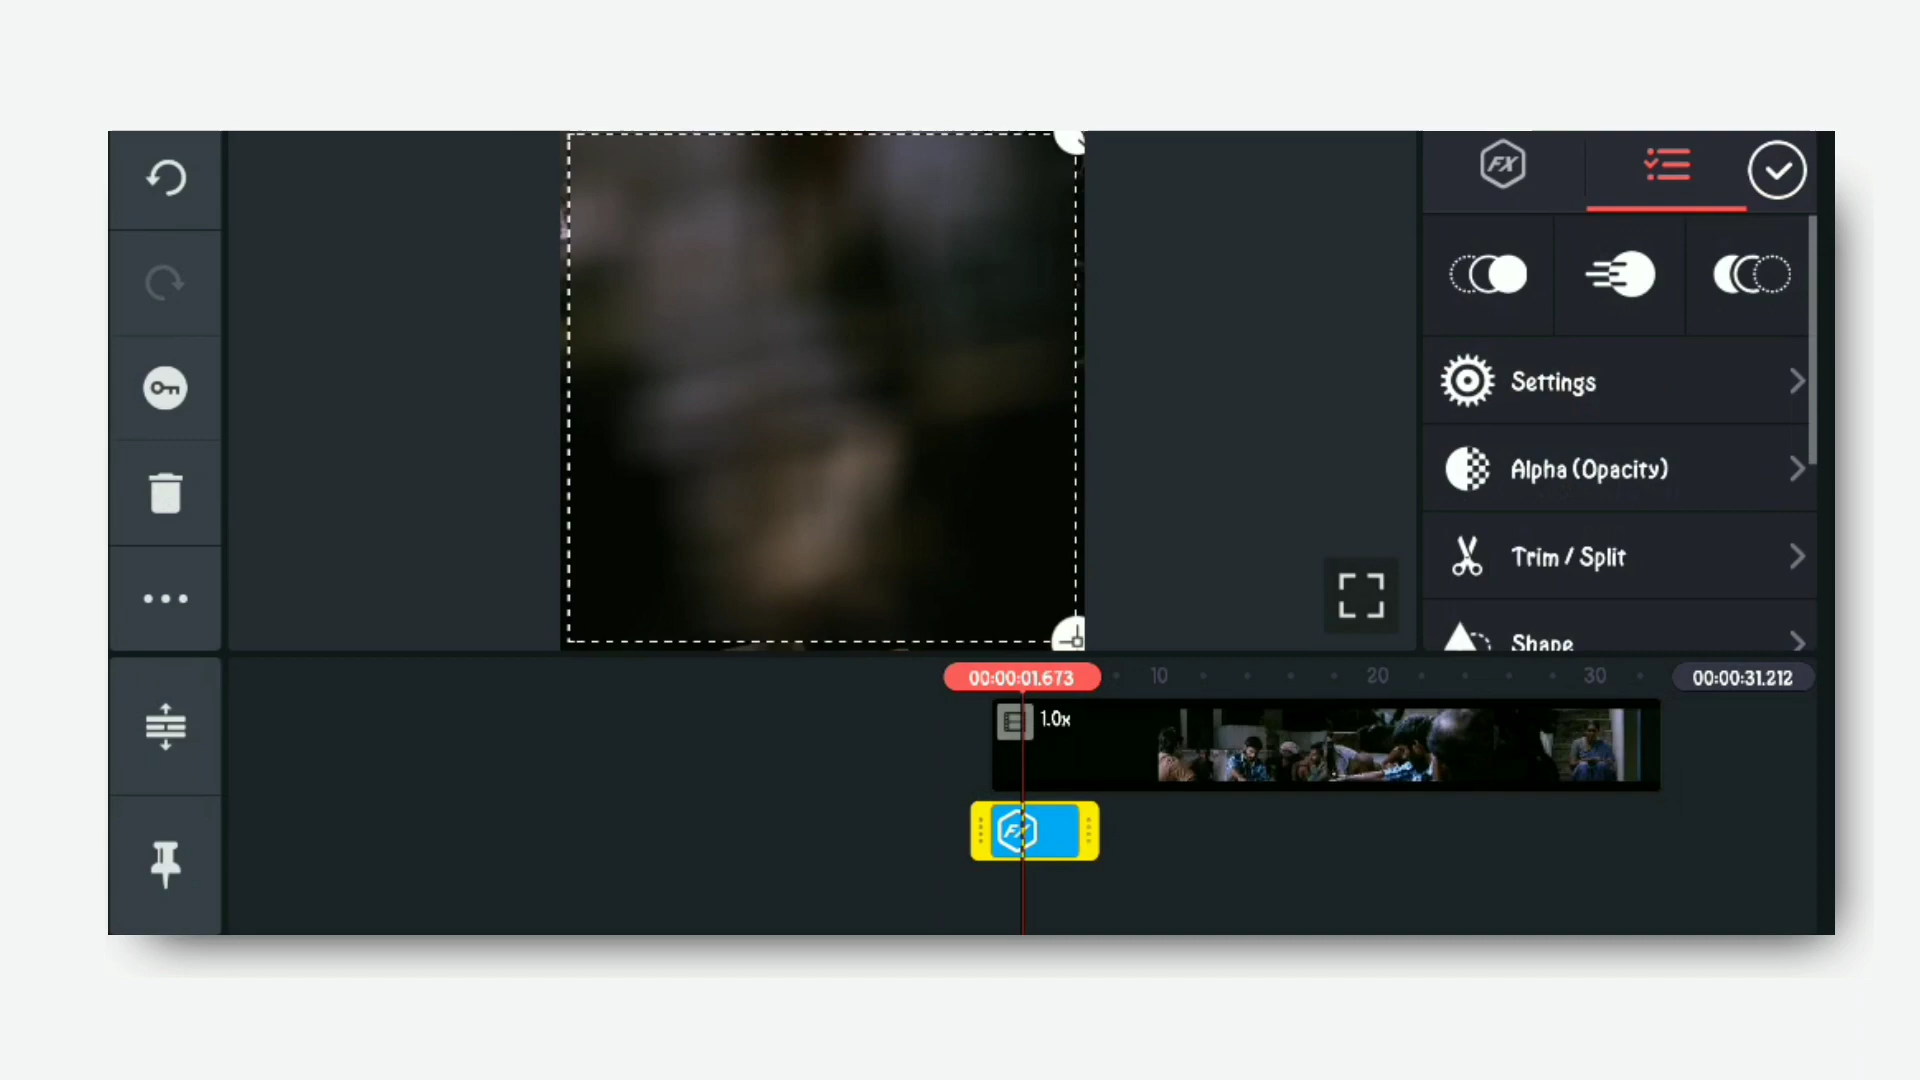 FX
Settings
Alpha (Opacity)
Trim / Split
Shape
00:00:01.673
10
20
30
00:00:31.212
1.0x
FX